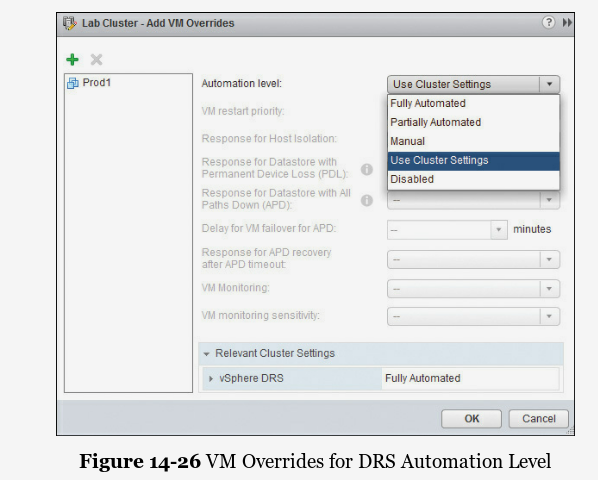 Lab Cluster - Add VM Overrides
Prod1
Automation level:
Use Cluster Settings
Fully Automated
Partially Automated
Manual
Use Cluster Settings
Disabled
VM restart priority:
Response for Host Isolation:
Response for Datastore with
Permanent Device Loss (PDL):
Response for Datastore with All
Paths Down (APD):
--
Delay for VM failover for APD:
--
minutes
Response for APD recovery
after APD timeout:
--
VM Monitoring:
--
VM monitoring sensitivity:
--
Relevant Cluster Settings
vSphere DRS
Fully Automated
OK
Cancel
Figure 14-26 VM Overrides for DRS Automation Level